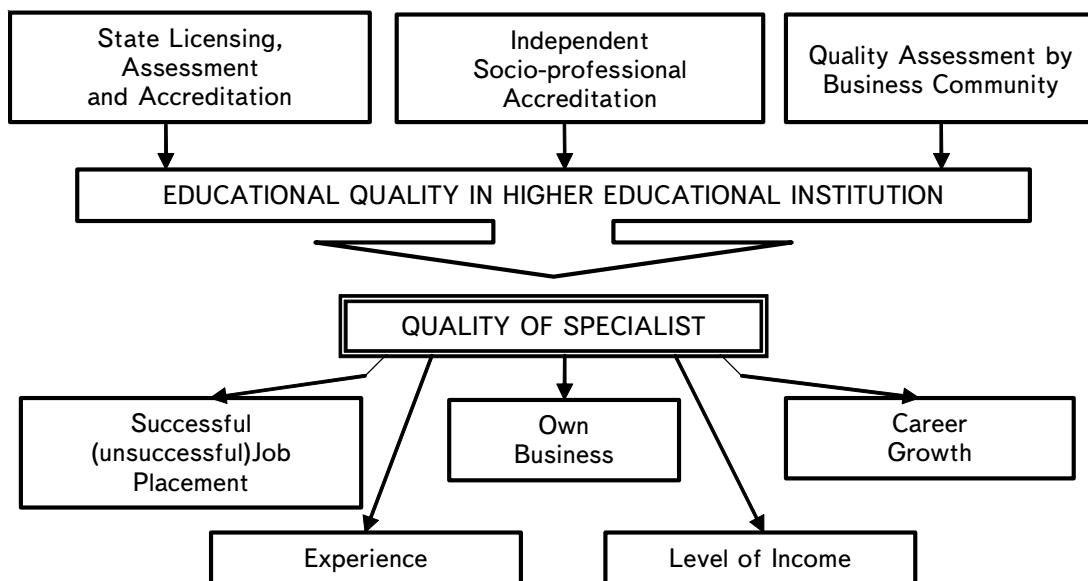 State Licensing,
Assessment
and Accreditation
Independent
Socio-professional
Accreditation
Quality Assessment by
Business Community
EDUCATIONAL QUALITY IN HIGHER EDUCATIONAL INSTITUTION
QUALITY OF SPECIALIST
Successful
(unsuccessful)Job
Placement
Own
Business
Career
Growth
Experience
Level of Income